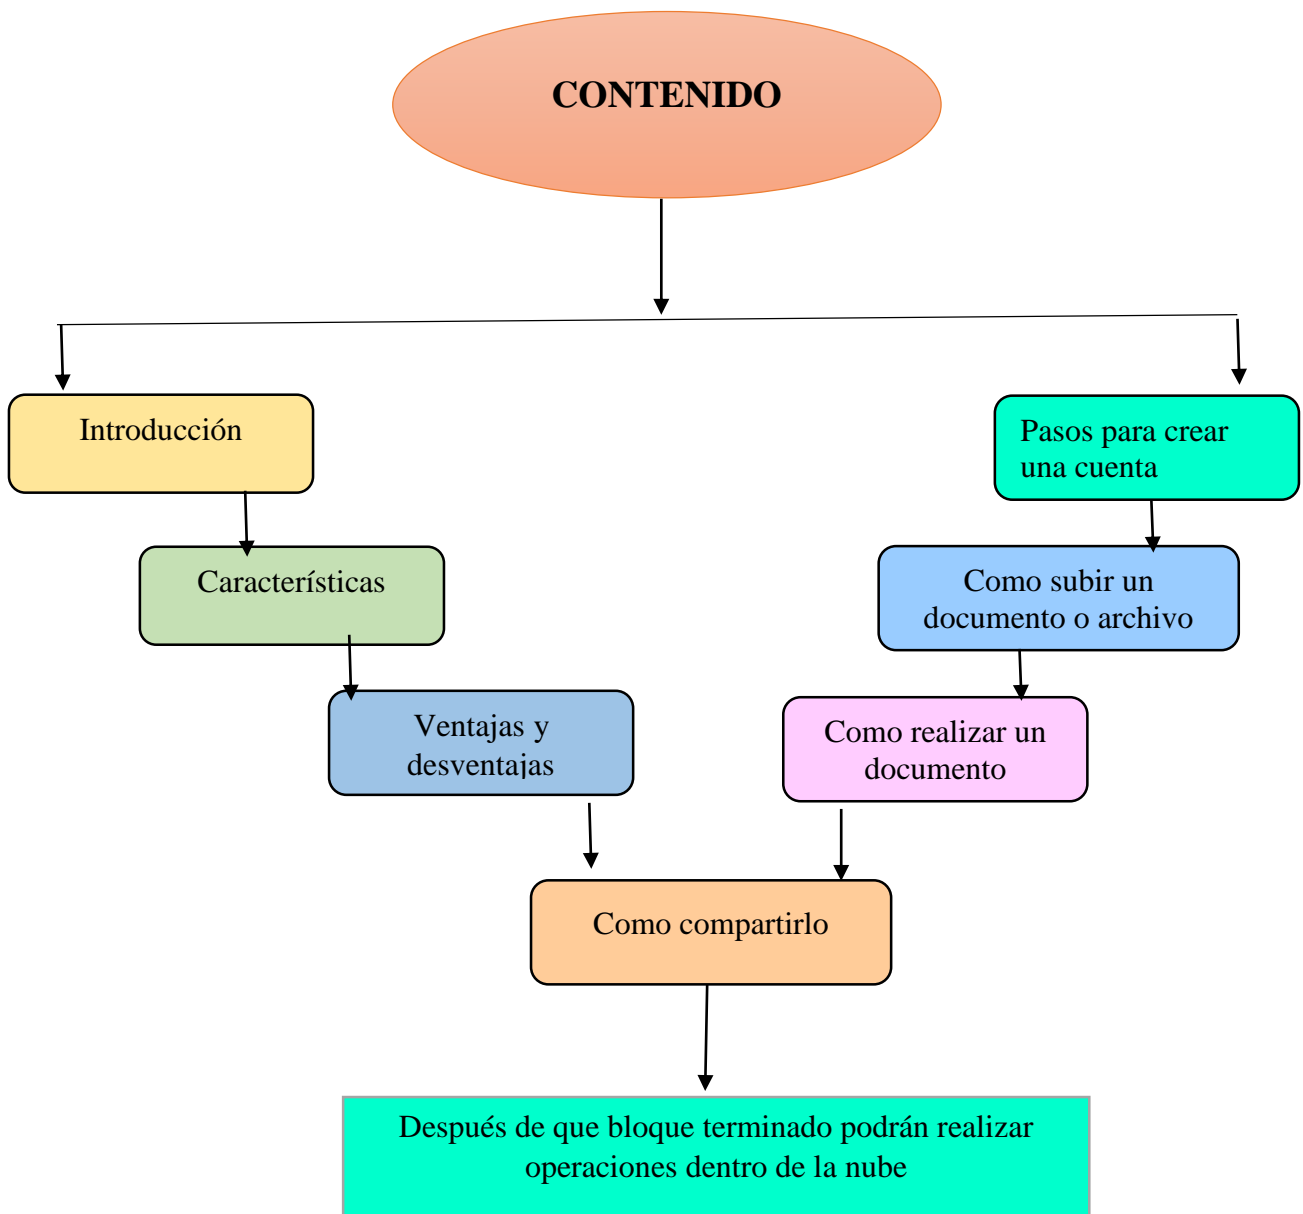 CONTENIDO
Introducción
Pasos para crear
una cuenta
Características
Como subir un
documento o archivo
Ventajas y
desventajas
Como realizar un
documento
Como compartirlo
Después de que bloque terminado podrán realizar
operaciones dentro de la nube